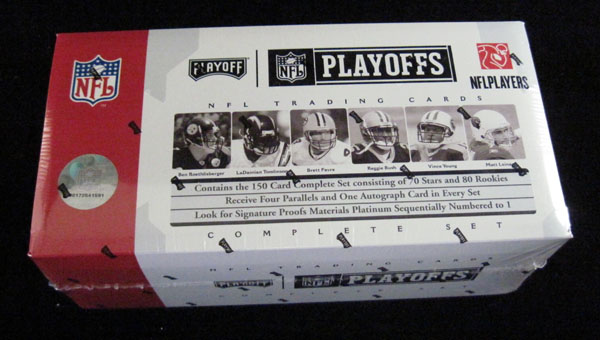 NFL
PLAYOFF NFL PLAYOFFS
NFLPLAYERS
NFL TRADING CARDS
Ben Roethlisberger LaDainian Tomlinson Brett Favre Reggie Bush Vince Young Matt Leinart
Contains the 150 Card Complete Set consisting of 70 Stars and 80 Rookies
Receive Four Parallels and One Autograph Card in Every Set
Look for Signature Proofs Materials Platinum Sequentially Numbered to 1
COMPLETE SET
NFL TRADING CARDS
PLAYOFF NFL PLAYOFFS
COMPLETE SET